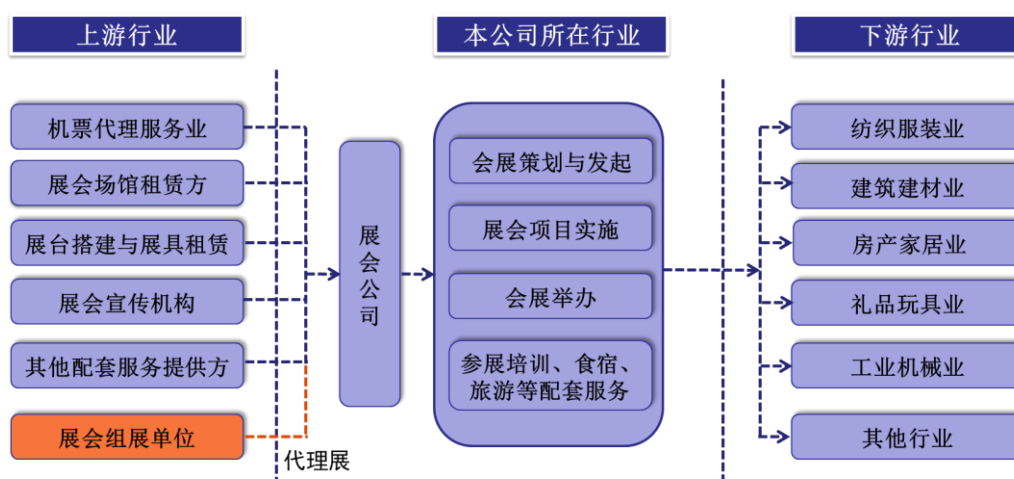 上游行业
本公司所在行业
下游行业
机票代理服务业
展会场馆租赁方
展台搭建与展具租赁
展会宣传机构
其他配套服务提供方
展会组展单位
代理展
展会公司
会展策划与发起
展会项目实施
会展举办
参展培训、食宿、
旅游等配套服务
纺织服装业
建筑建材业
房产家居业
礼品玩具业
工业机械业
其他行业